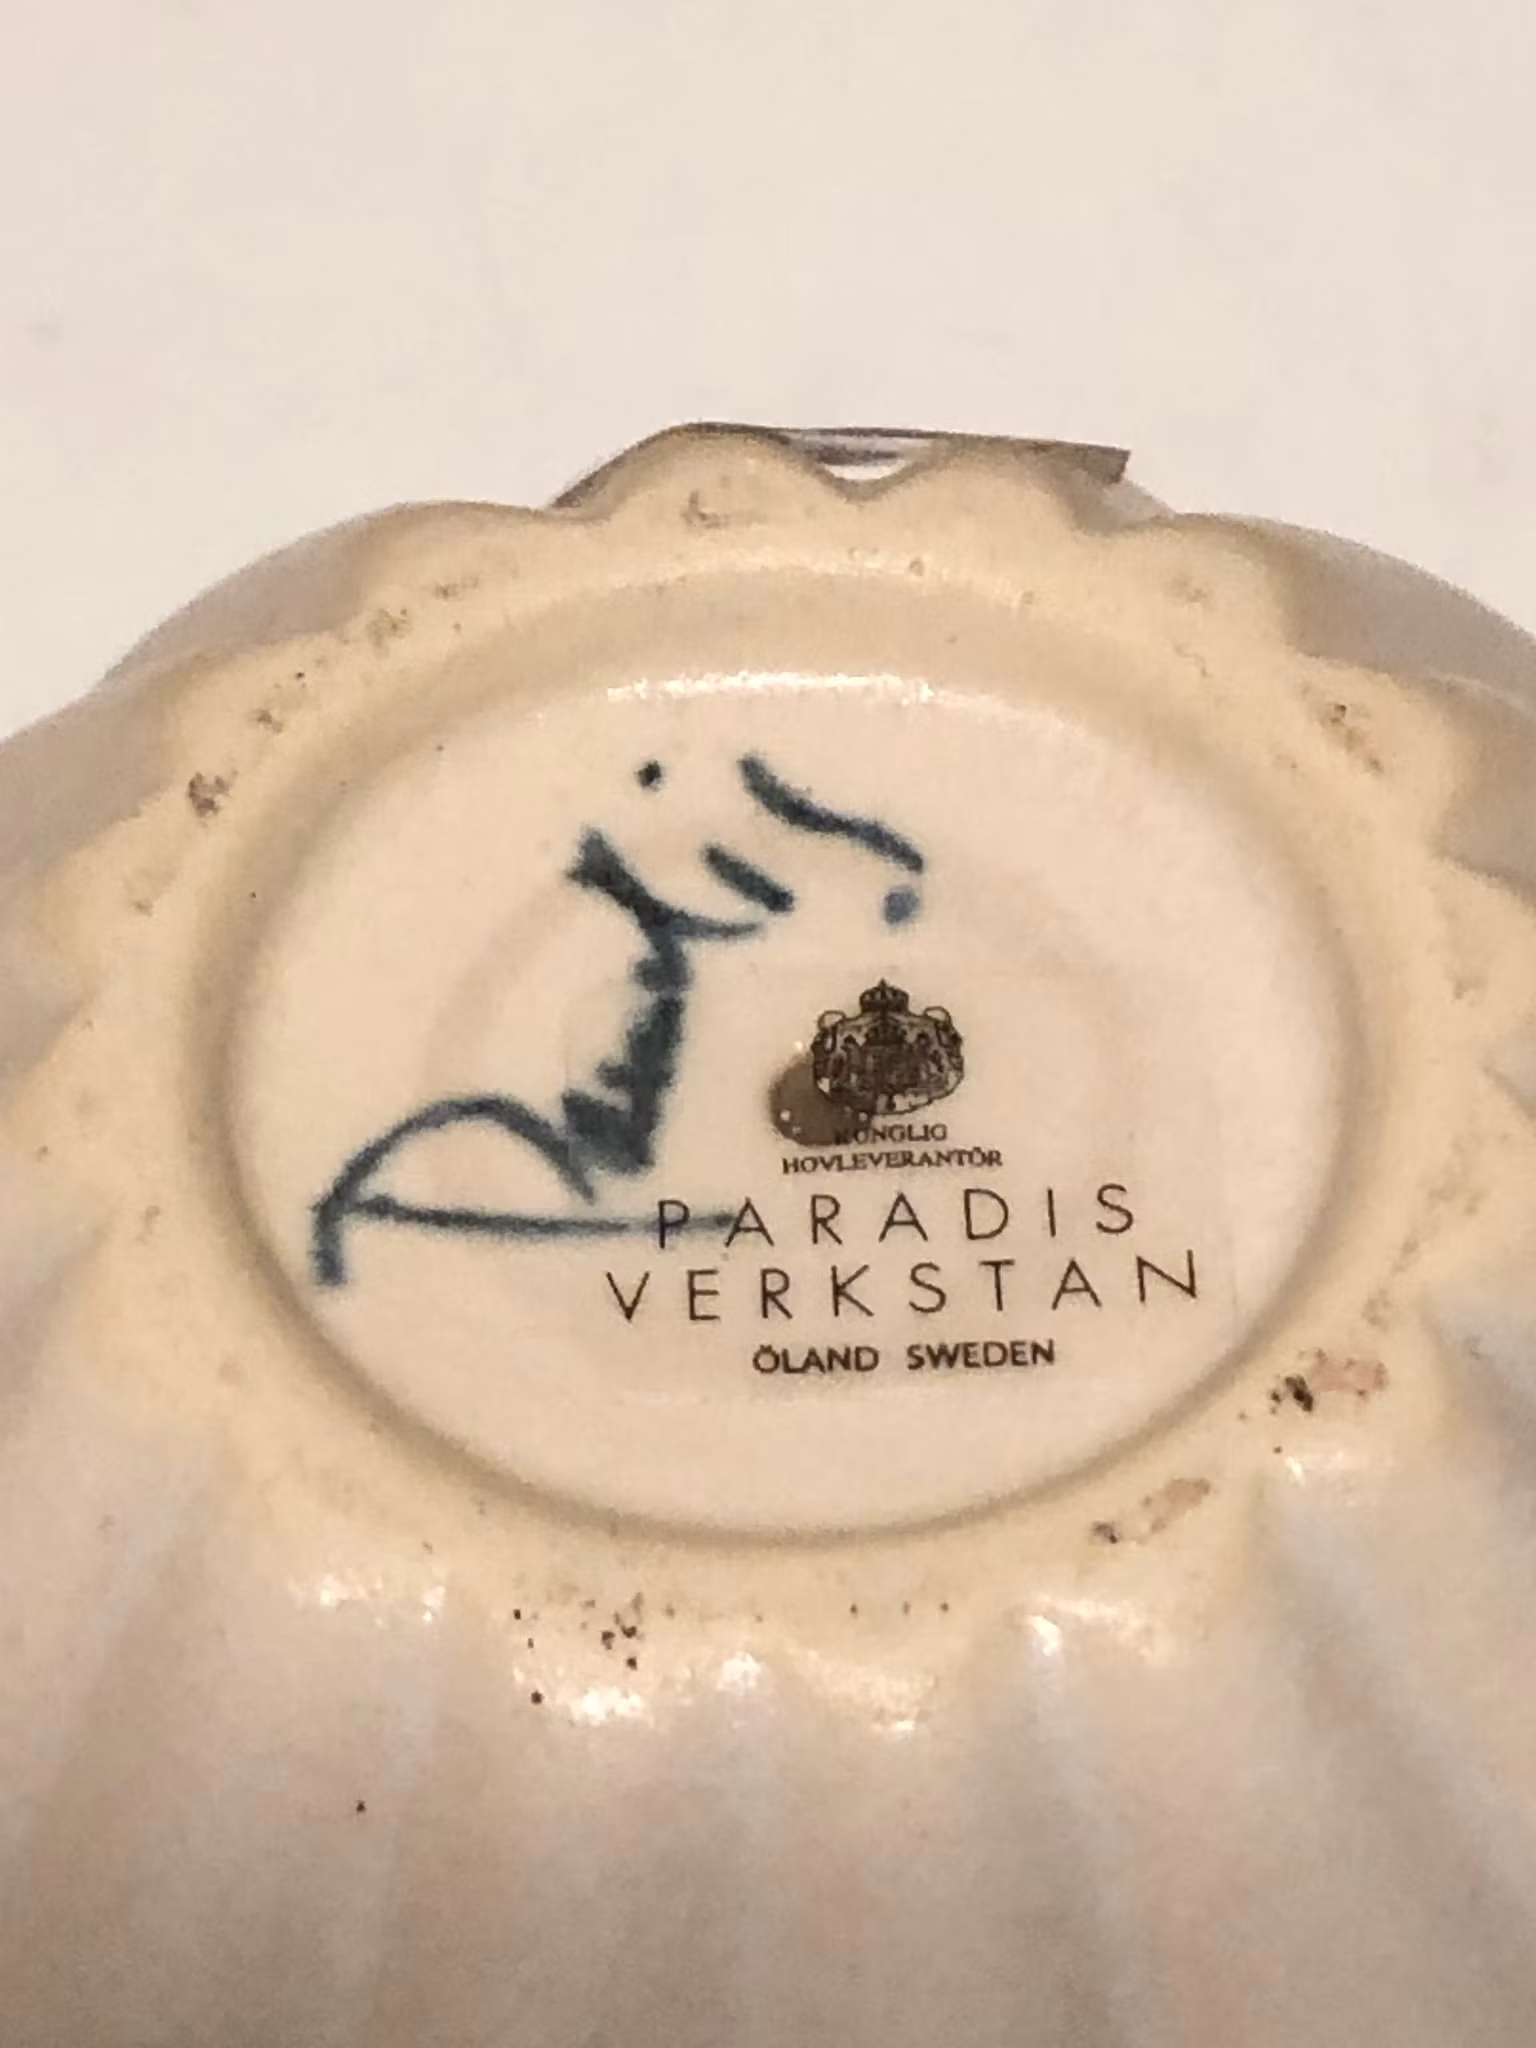 KUNGLIG
HOVLEVERANTÖR
PARADIS
VERKSTAN
ÖLAND SWEDEN